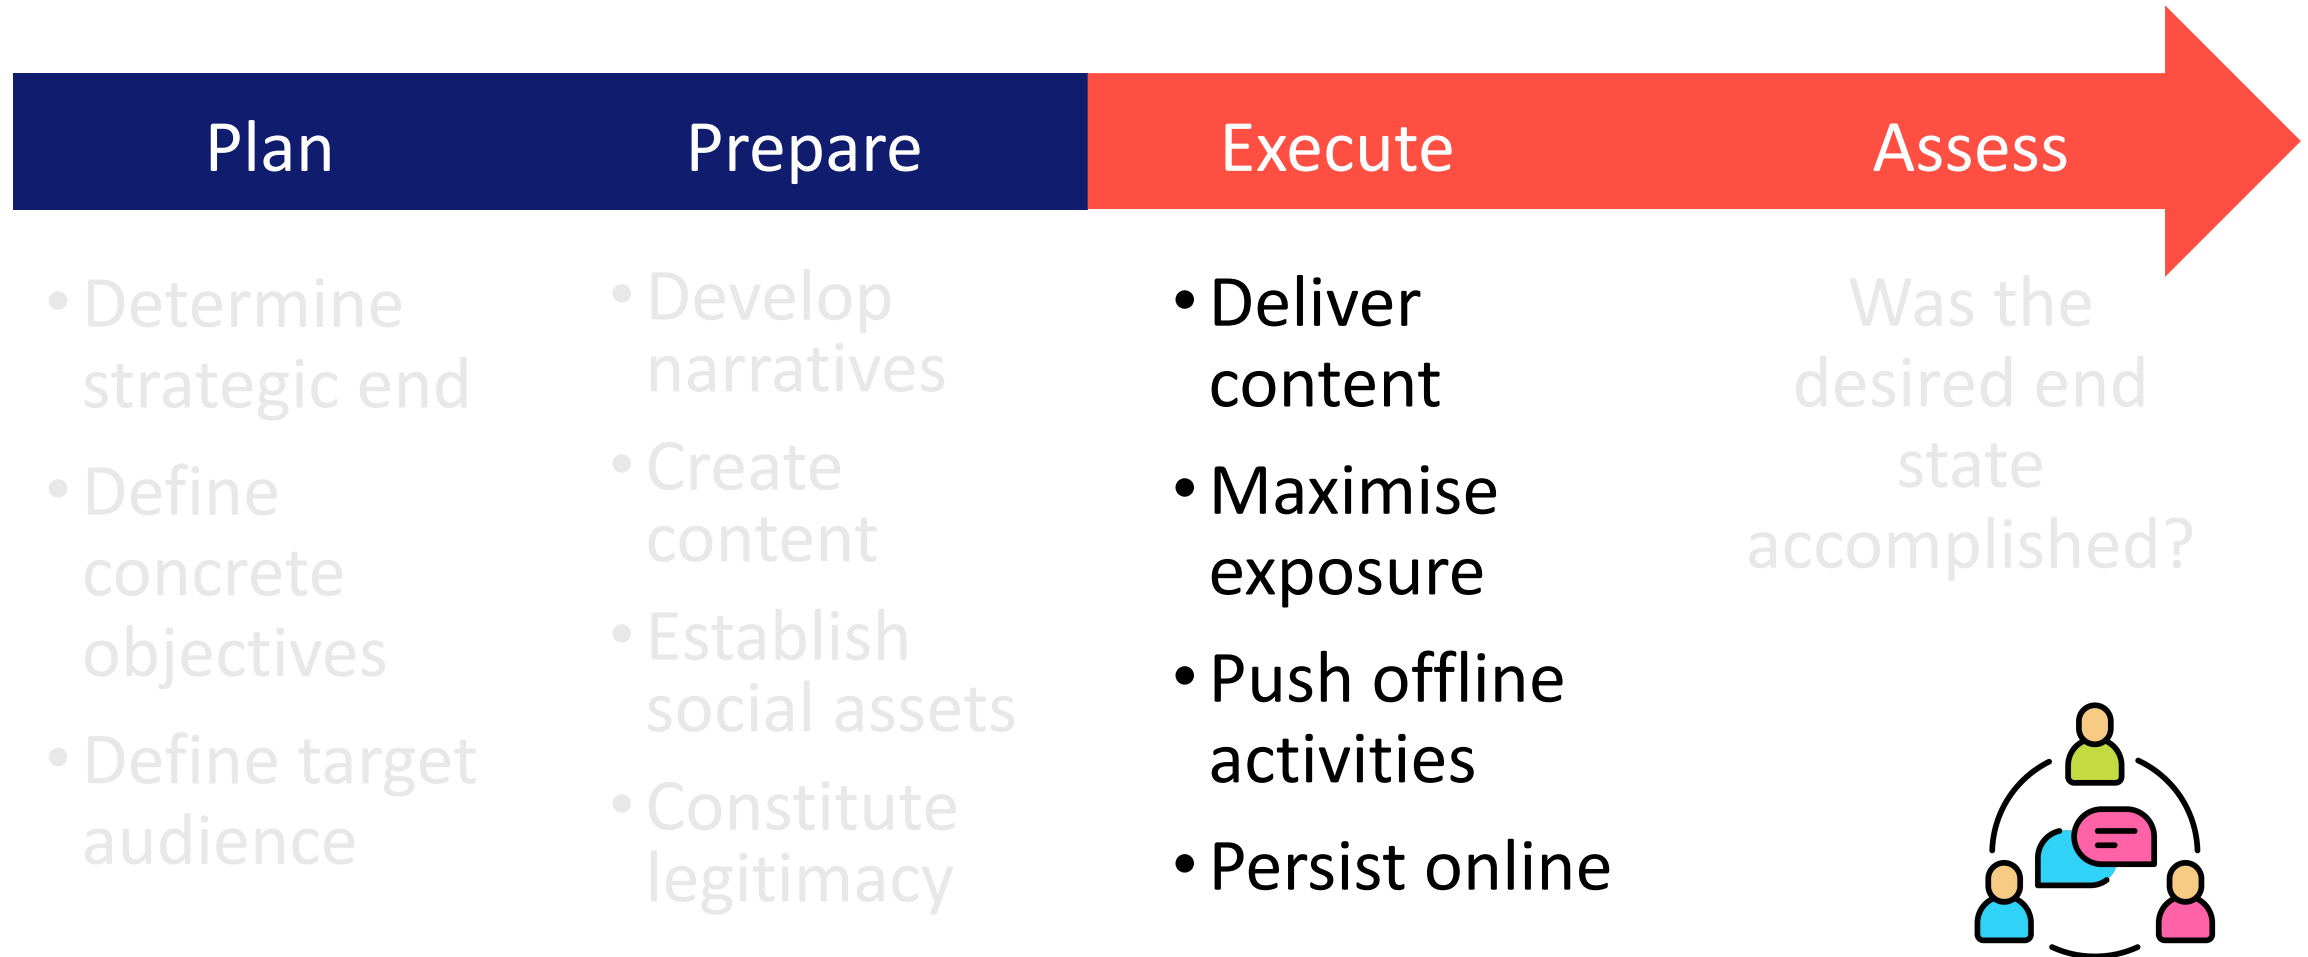 Plan
Prepare
Execute
Assess
• Determine
strategic end
• Define
concrete
objectives
• Define target
audience
• Develop
narratives
• Create
content
• Establish
social assets
• Constitute
legitimacy
• Deliver
content
• Maximise
exposure
• Push offline
activities
• Persist online
Was the
desired end
state
accomplished?